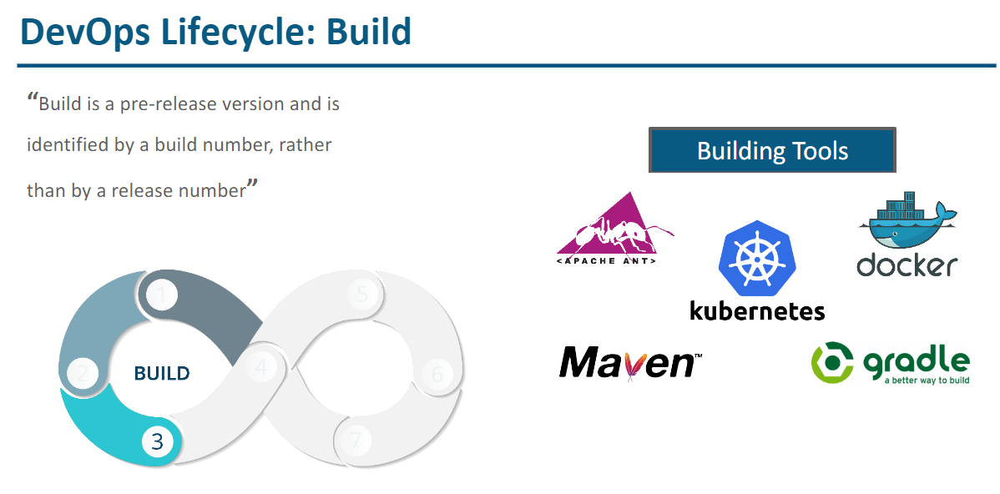 DevOps Lifecycle: Build
“Build is a pre-release version and is
identified by a build number, rather
than by a release number”
Building Tools
<APACHE ANT>
kubernetes
docker
Maven™
gradle
a better way to build
1
2
BUILD
3
4
5
6
7